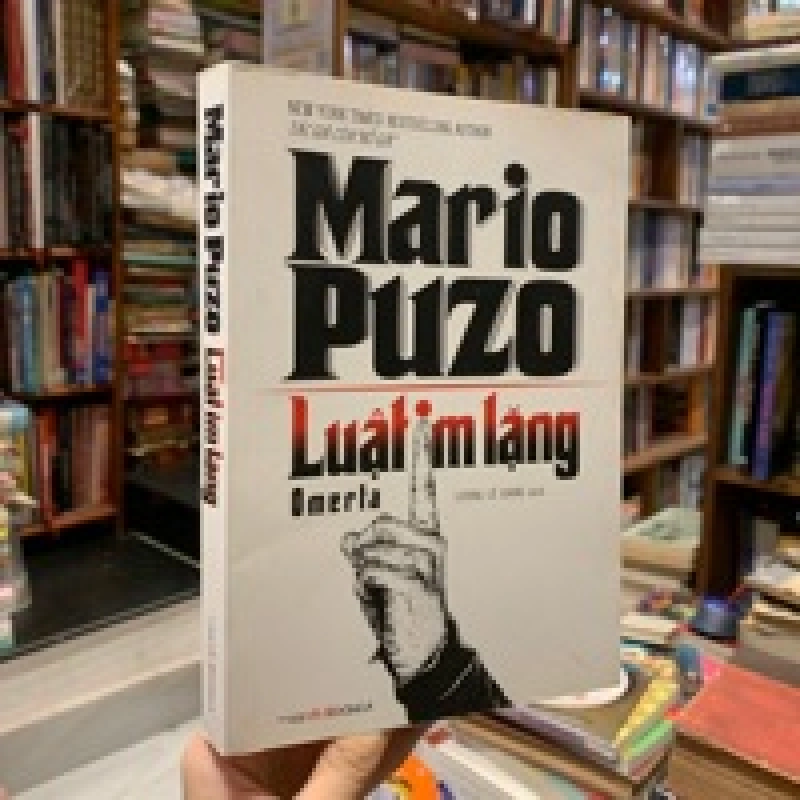 NEW YORK TIMES BESTSELLING AUTHOR
Mario
Puzo
Luật im lặng
Omerta
Mario Puzo Luật im lặng